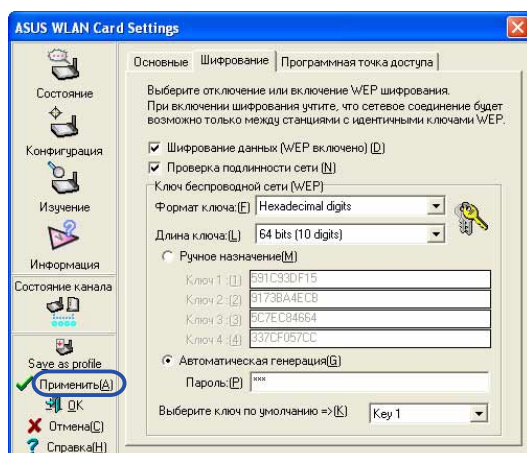 ASUS WLAN Card Settings
Состояние
Конфигурация
Изучение
Информация
Состояние канала
Save as profile
Применить(A)
OK
Отмена(C)
Справка(H)
Основные
Шифрование
Программная точка доступа
Выберите отключение или включение WEP шифрования.
При включении шифрования учтите, что сетевое соединение будет
возможно только между станциями с идентичными ключами WEP.
Шифрование данных (WEP включено) (D)
Проверка подлинности сети (N)
Ключ беспроводной сети (WEP)
Формат ключа:(F) Hexadecimal digits
Длина ключа:(L) 64 bits (10 digits)
Ручное назначение(M)
Ключ 1 :(1) 591C93DF15
Ключ 2 :(2) 9173BA4ECB
Ключ 3 :(3) 5C7EC84664
Ключ 4 :(4) 337CF057CC
Автоматическая генерация(G)
Пароль:(P) ***
Выберите ключ по умолчанию =>(K) Key 1